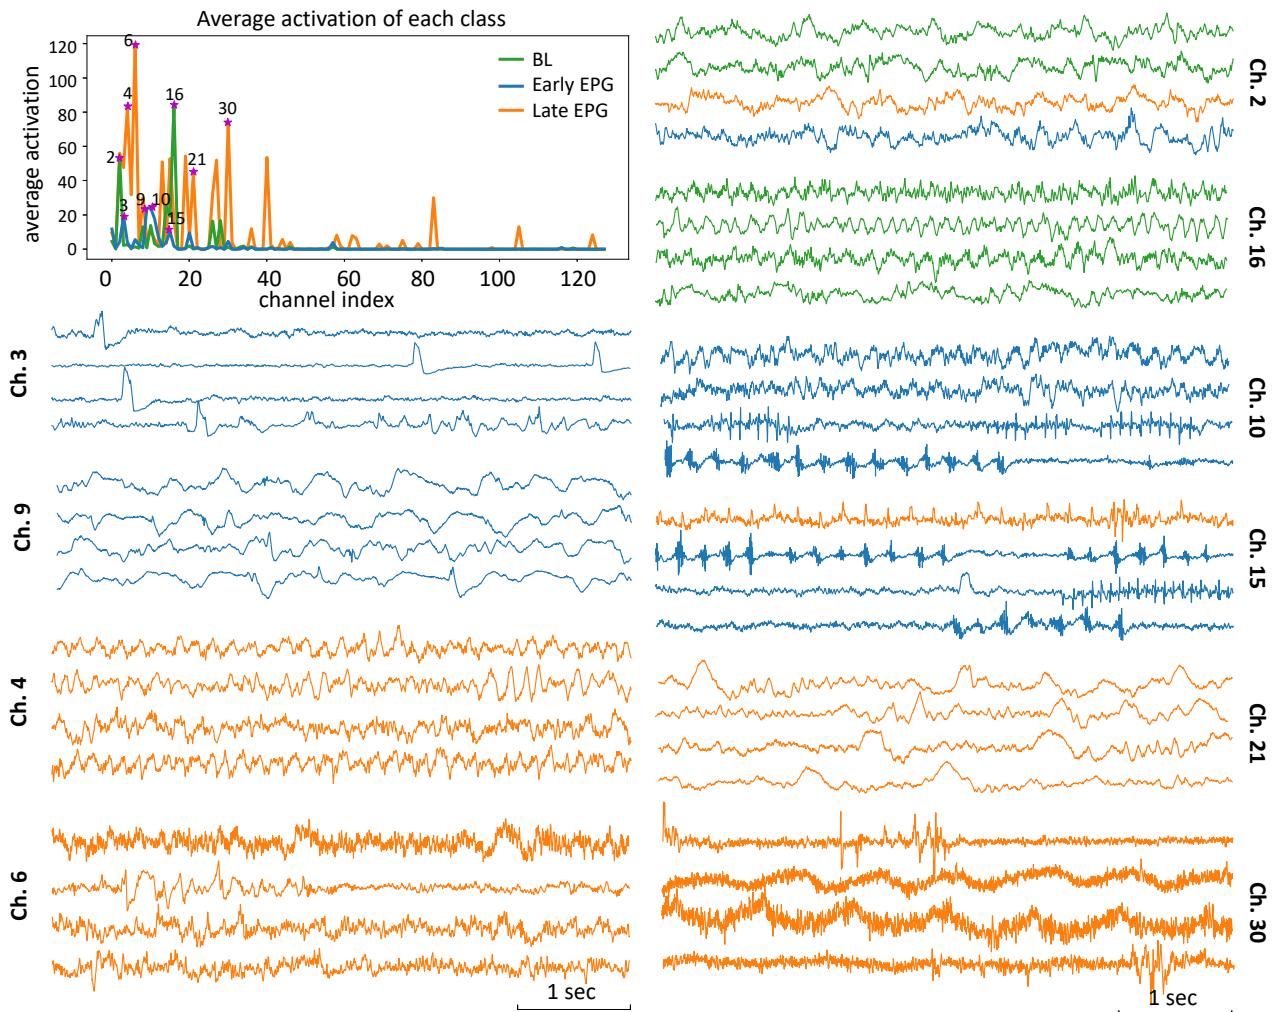 Average activation of each class
average activation
120
100
80
60
40
20
0
6
4
16
30
2
21
3
9
10
15
BL
Early EPG
Late EPG
0 20 40 60 80 100 120
channel index
Ch. 3
Ch. 9
Ch. 4
Ch. 6
1 sec
Ch. 2
Ch. 16
Ch. 10
Ch. 15
Ch. 21
Ch. 30
1 sec